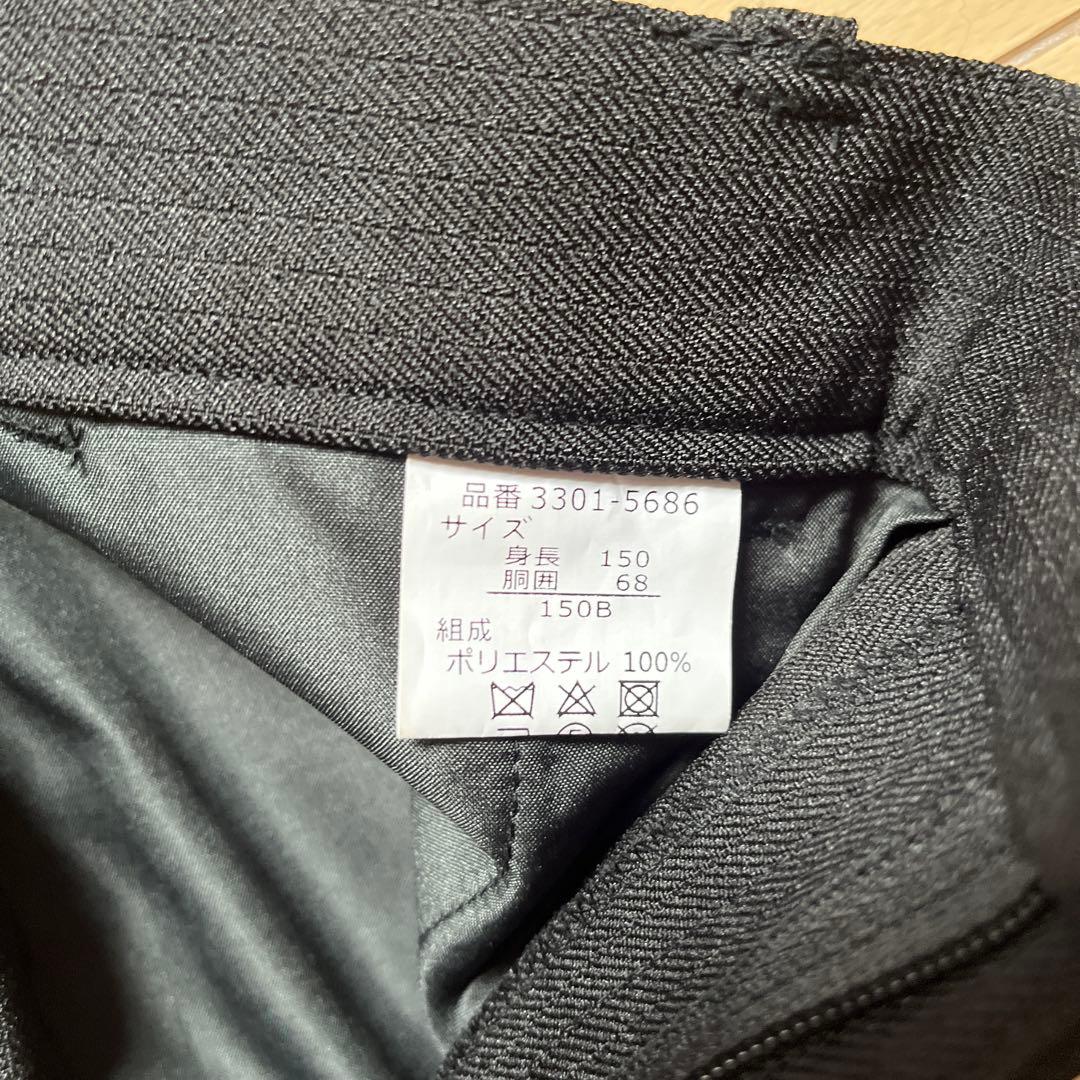 品番 3301-5686
サイズ
身長 150
胴囲 68
150B
組成
ポリエステル 100%